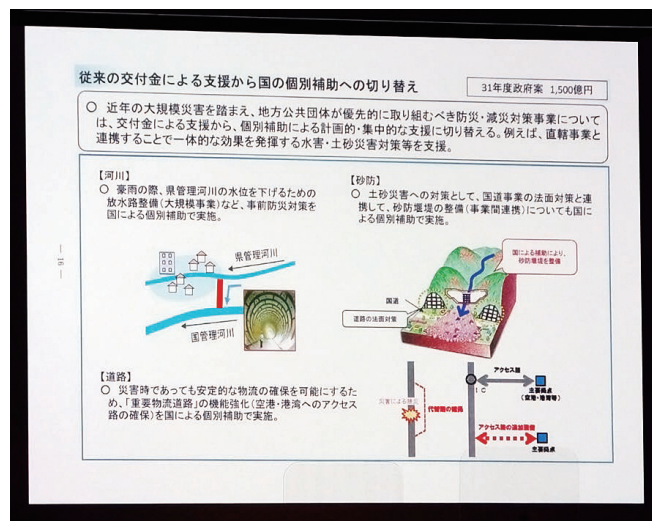 従来の交付金による支援から国の個別補助への切り替え
31年度政府案 1,500億円
○ 近年の大規模災害を踏まえ、地方公共団体が優先的に取り組むべき防災・減災対策事業について
は、交付金による支援から、個別補助による計画的・集中的な支援に切り替える。例えば、直轄事業と
連携することで一体的な効果を発揮する水害・土砂災害対策等を支援。
【河川】
○ 豪雨の際、県管理河川の水位を下げるための
放水路整備(大規模事業)など、事前防災対策を
国による個別補助で実施。
県管理河川
国管理河川
【砂防】
○ 土砂災害への対策として、国道事業の法面対策と連
携して、砂防堰堤の整備(事業間連携)についても国に
よる個別補助で実施。
国による補助により、
砂防堰堤を整備
国道
道路の法面対策
― 16 ―
【道路】
○ 災害時であっても安定的な物流の確保を可能にするた
め、「重要物流道路」の機能強化(空港・港湾へのアクセス
路の確保)を国による個別補助で実施。
災害による
代替路の確保
IC
アクセス路
主要拠点
(空港・港湾等)
アクセス路の追加整備
主要拠点